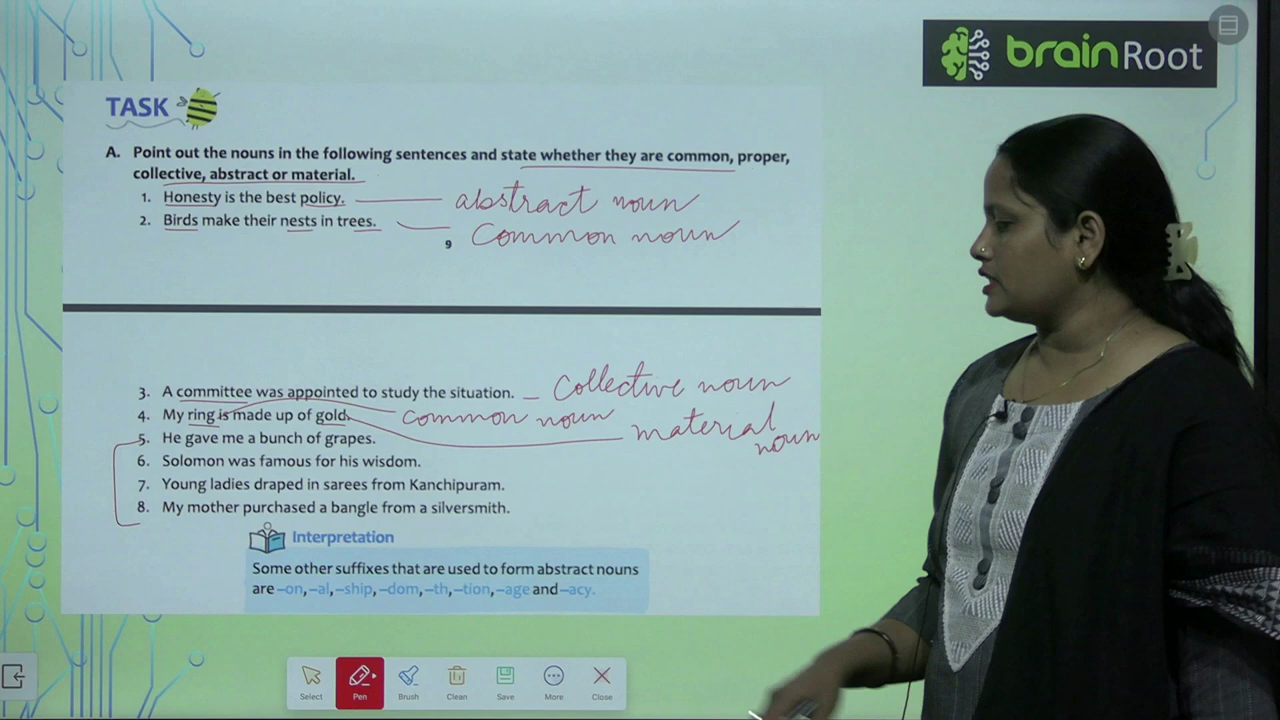 brainRoot
TASK
A. Point out the nouns in the following sentences and state whether they are common, proper,
collective, abstract or material.
1. Honesty is the best policy. abstract noun
2. Birds make their nests in trees. Common noun
9
3. A committee was appointed to study the situation. Collective noun
4. My ring is made up of gold. common noun material
noun
5. He gave me a bunch of grapes.
6. Solomon was famous for his wisdom.
7. Young ladies draped in sarees from Kanchipuram.
8. My mother purchased a bangle from a silversmith.
Interpretation
Some other suffixes that are used to form abstract nouns
are –on, –al, –ship, –dom, –th, –tion, –age and –acy.
Select Pen Brush Clean Save More Close